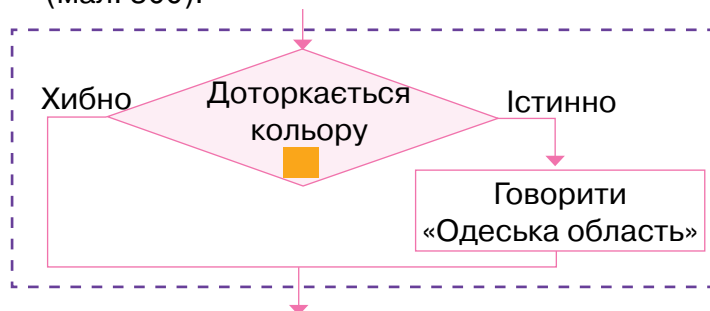 Хибно
Доторкається
кольору
Істинно
Говорити
«Одеська область»